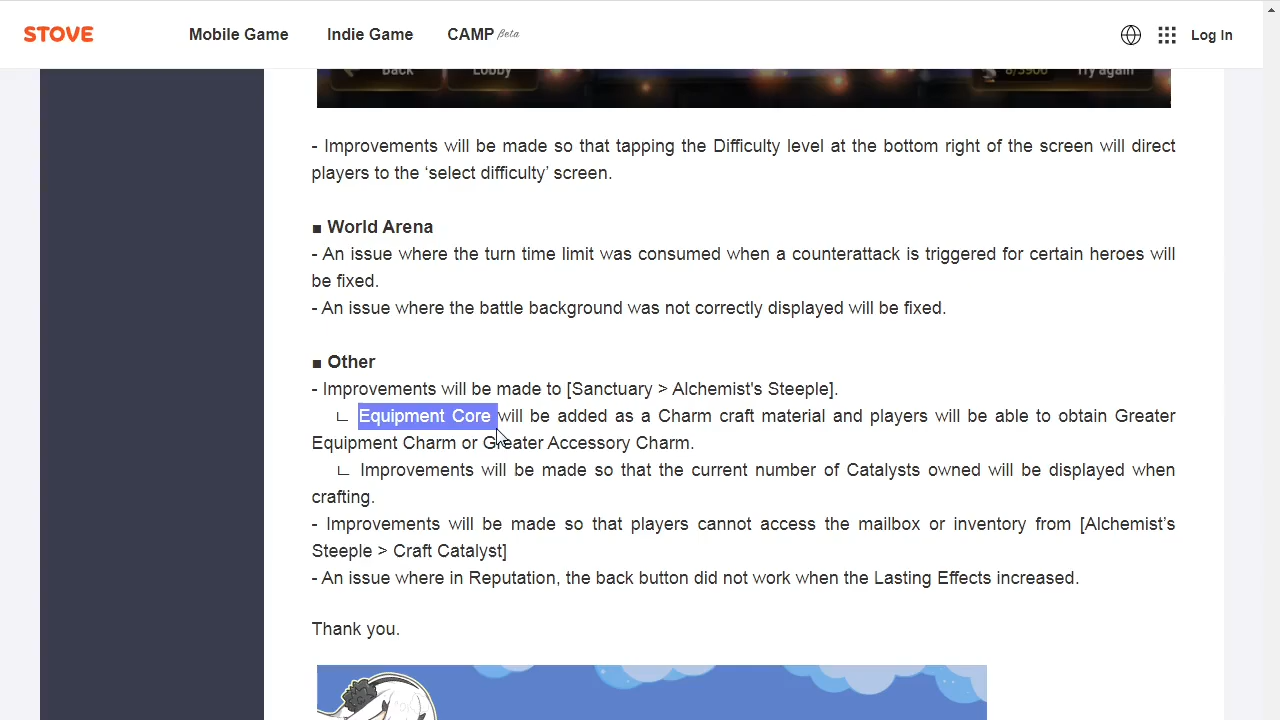 STOVE
Mobile Game
Indie Game
CAMP Beta
Log In
Back
Lobby
8/3900
Try again
- Improvements will be made so that tapping the Difficulty level at the bottom right of the screen will direct
players to the ‘select difficulty’ screen.
■ World Arena
- An issue where the turn time limit was consumed when a counterattack is triggered for certain heroes will
be fixed.
- An issue where the battle background was not correctly displayed will be fixed.
■ Other
- Improvements will be made to [Sanctuary > Alchemist's Steeple].
ㄴ Equipment Core will be added as a Charm craft material and players will be able to obtain Greater
Equipment Charm or Greater Accessory Charm.
ㄴ Improvements will be made so that the current number of Catalysts owned will be displayed when
crafting.
- Improvements will be made so that players cannot access the mailbox or inventory from [Alchemist’s
Steeple > Craft Catalyst]
- An issue where in Reputation, the back button did not work when the Lasting Effects increased.
Thank you.